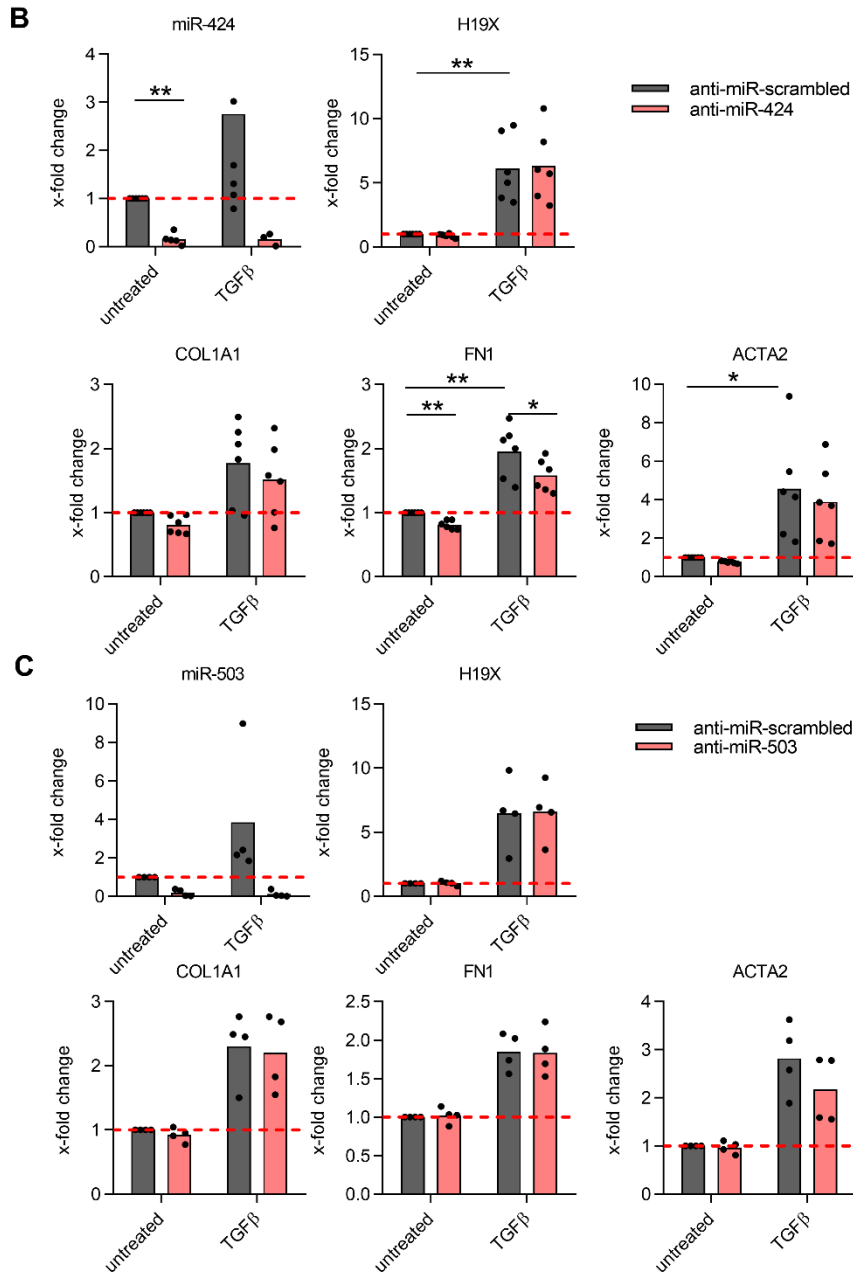 B
miR-424
H19X
x-fold change
4
3
2
1
0
**
untreated
TGFβ
x-fold change
15
10
5
0
**
untreated
TGFβ
anti-miR-scrambled
anti-miR-424
COL1A1
FN1
ACTA2
x-fold change
3
2
1
0
untreated
TGFβ
x-fold change
3
2
1
0
**
**
*
untreated
TGFβ
x-fold change
10
8
6
4
2
0
*
untreated
TGFβ
C
miR-503
H19X
x-fold change
10
8
6
4
2
0
untreated
TGFβ
x-fold change
15
10
5
0
untreated
TGFβ
anti-miR-scrambled
anti-miR-503
COL1A1
FN1
ACTA2
x-fold change
3
2
1
0
untreated
TGFβ
x-fold change
2.5
2.0
1.5
1.0
0.5
0.0
untreated
TGFβ
x-fold change
4
3
2
1
0
untreated
TGFβ